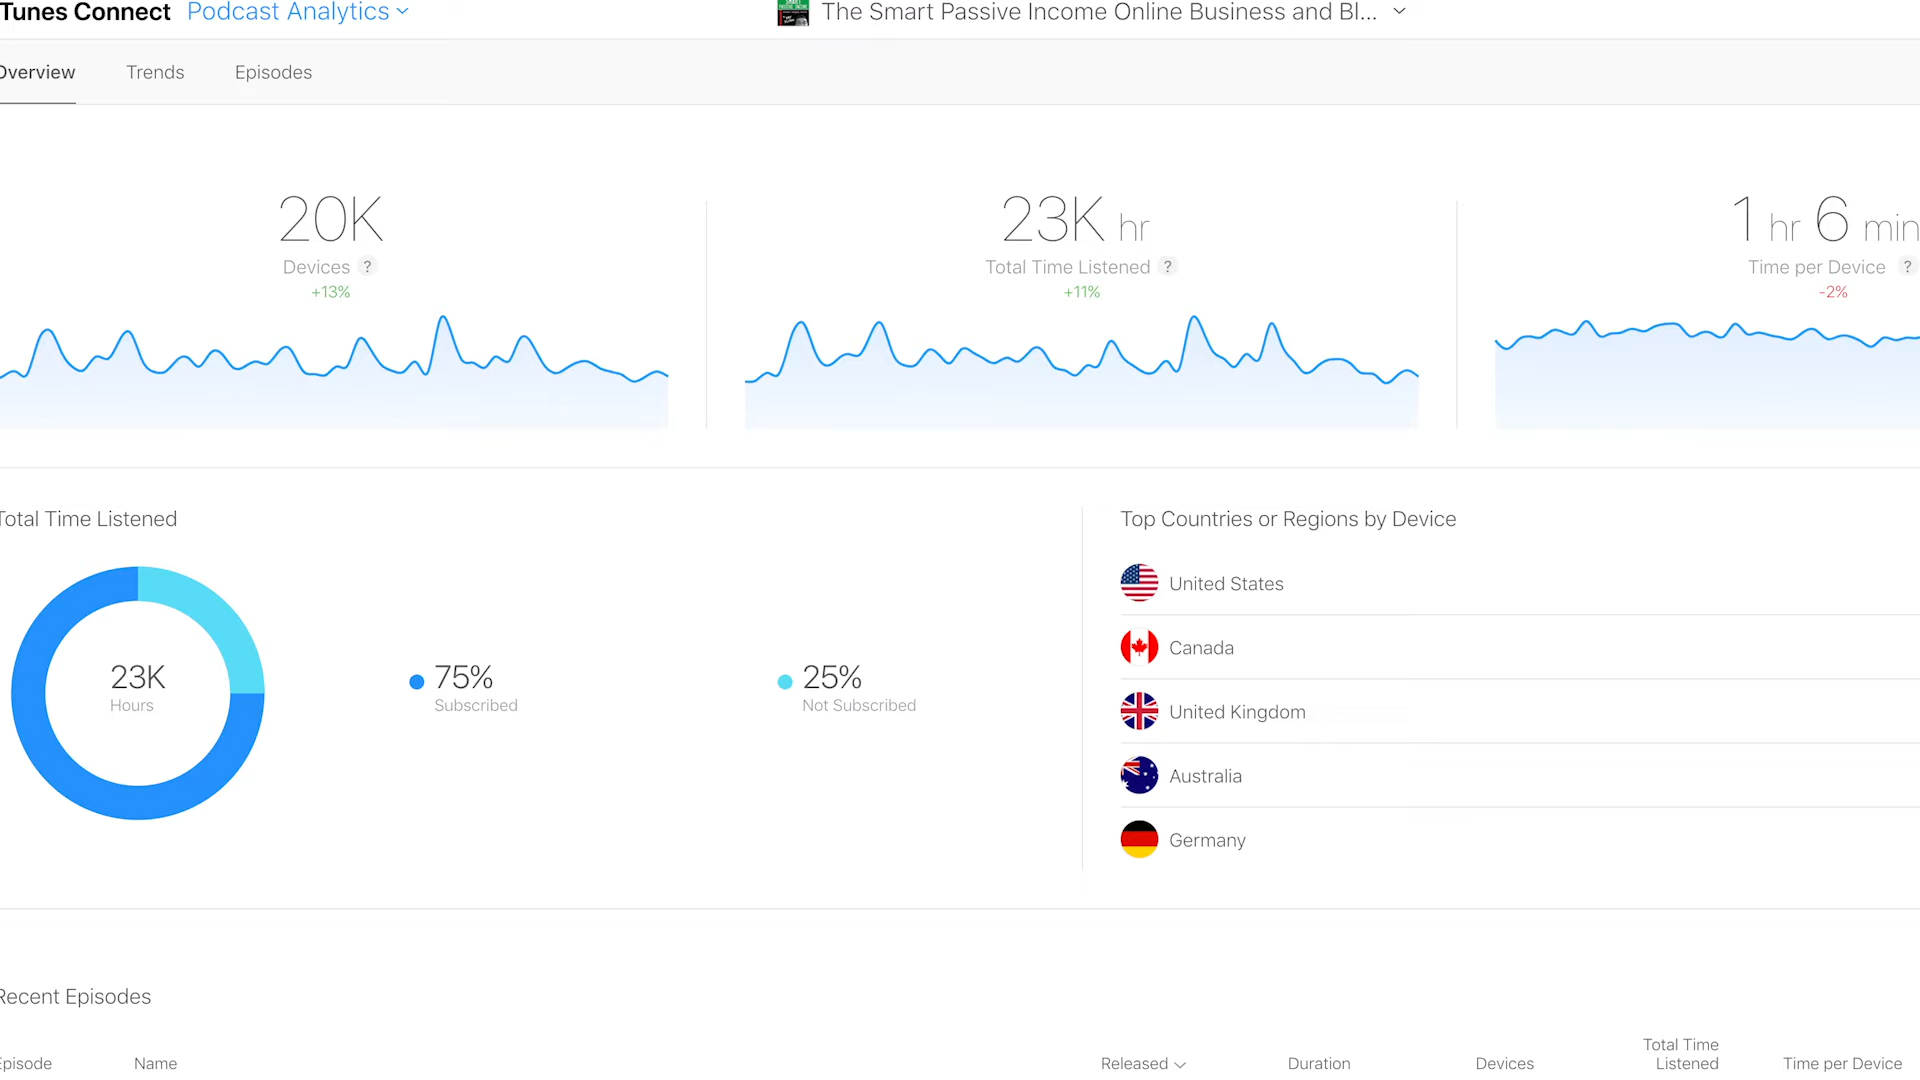 Tunes Connect Podcast Analytics
The Smart Passive Income Online Business and Bl...
Overview Trends Episodes
20K
Devices ?
+13%
23K hr
Total Time Listened ?
+11%
1 hr 6 min
Time per Device ?
-2%
Total Time Listened
23K
Hours
75%
Subscribed
25%
Not Subscribed
Top Countries or Regions by Device
United States
Canada
United Kingdom
Australia
Germany
Recent Episodes
Episode Name Released Duration Devices Total Time Listened Time per Device